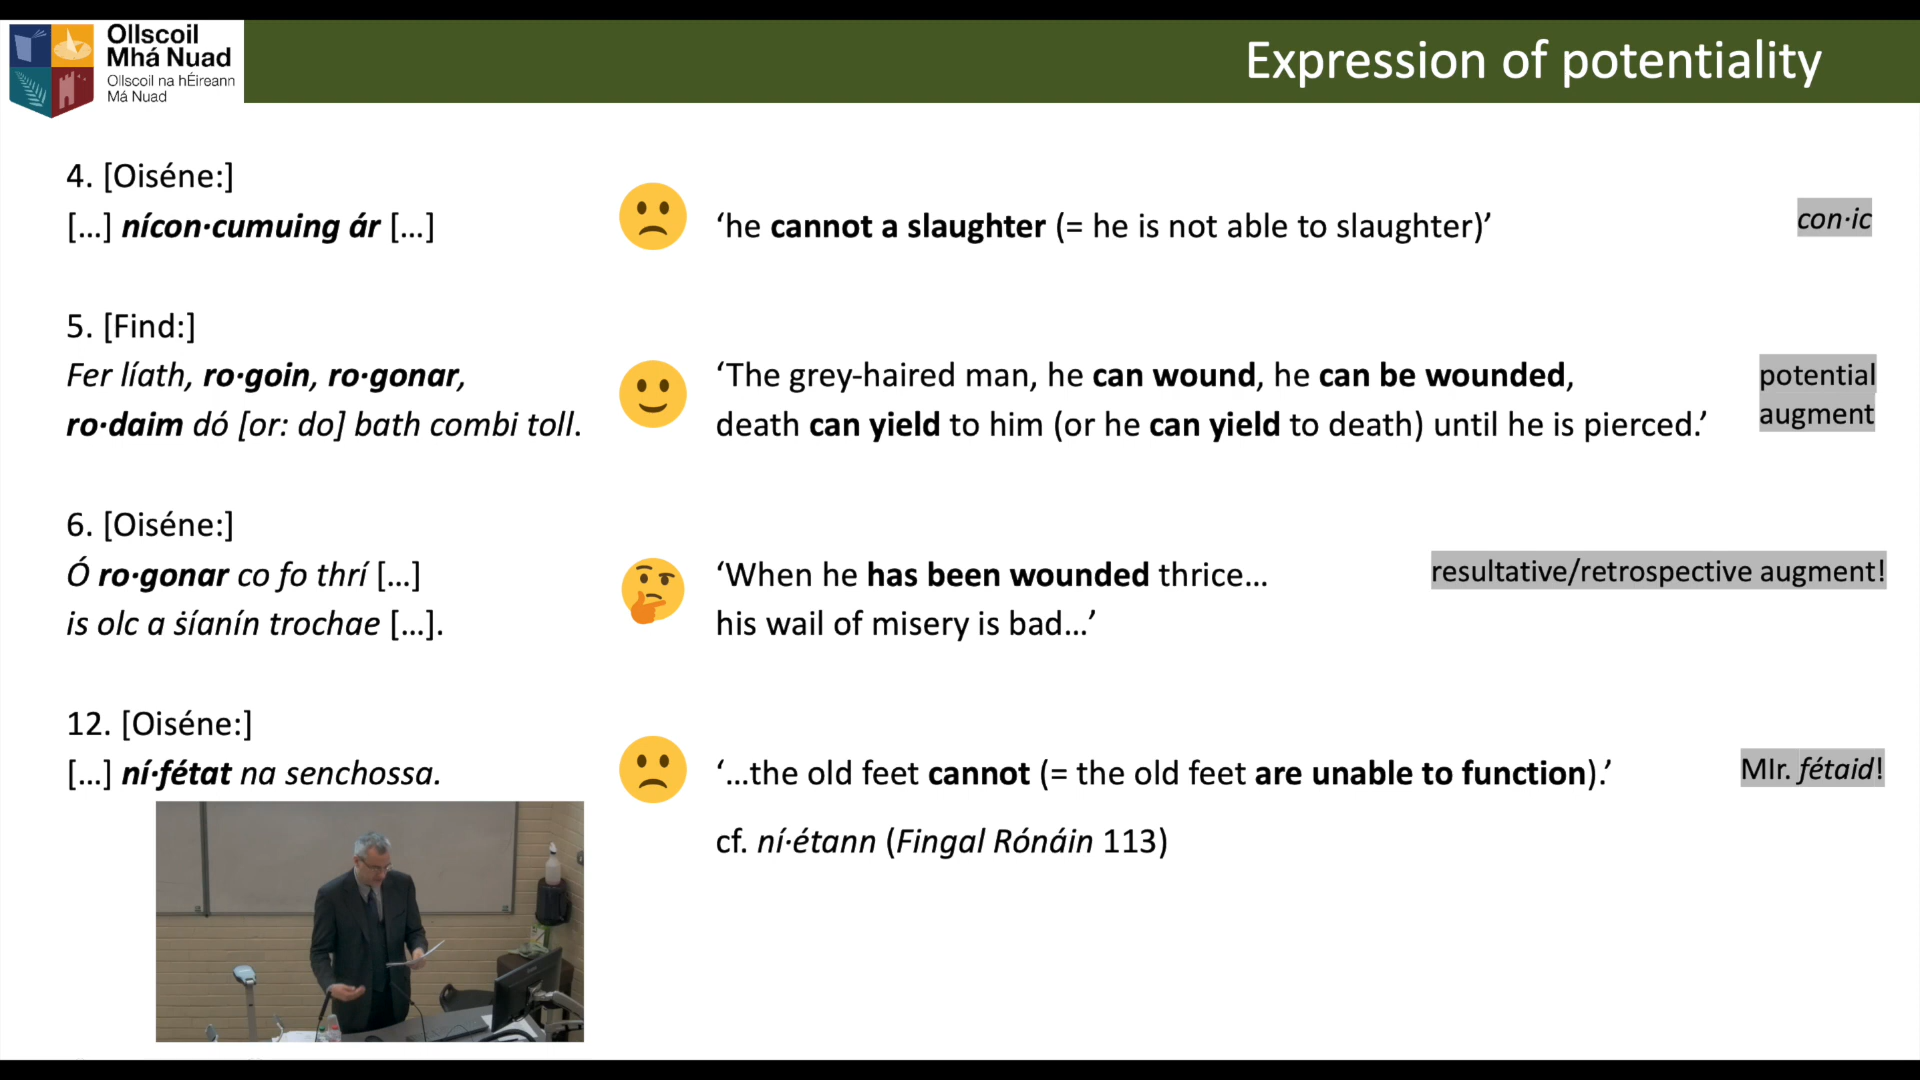 Ollscoil
Mhá Nuad
Ollscoil na hÉireann
Má Nuad
Expression of potentiality
4. [Oiséne:]
[…] nícon·cumuing ár […]
‘he cannot a slaughter (= he is not able to slaughter)’
con·ic
5. [Find:]
Fer líath, ro·goin, ro·gonar,
ro·daim dó [or: do] bath combi toll.
‘The grey-haired man, he can wound, he can be wounded,
death can yield to him (or he can yield to death) until he is pierced.’
potential
augment
6. [Oiséne:]
Ó ro·gonar co fo thrí […]
is olc a ṡíanín trochae […].
‘When he has been wounded thrice…
his wail of misery is bad…’
resultative/retrospective augment!
12. [Oiséne:]
[…] ní·fétat na senchossa.
‘…the old feet cannot (= the old feet are unable to function).’
MIr. fétaid!
cf. ní·étann (Fingal Rónáin 113)